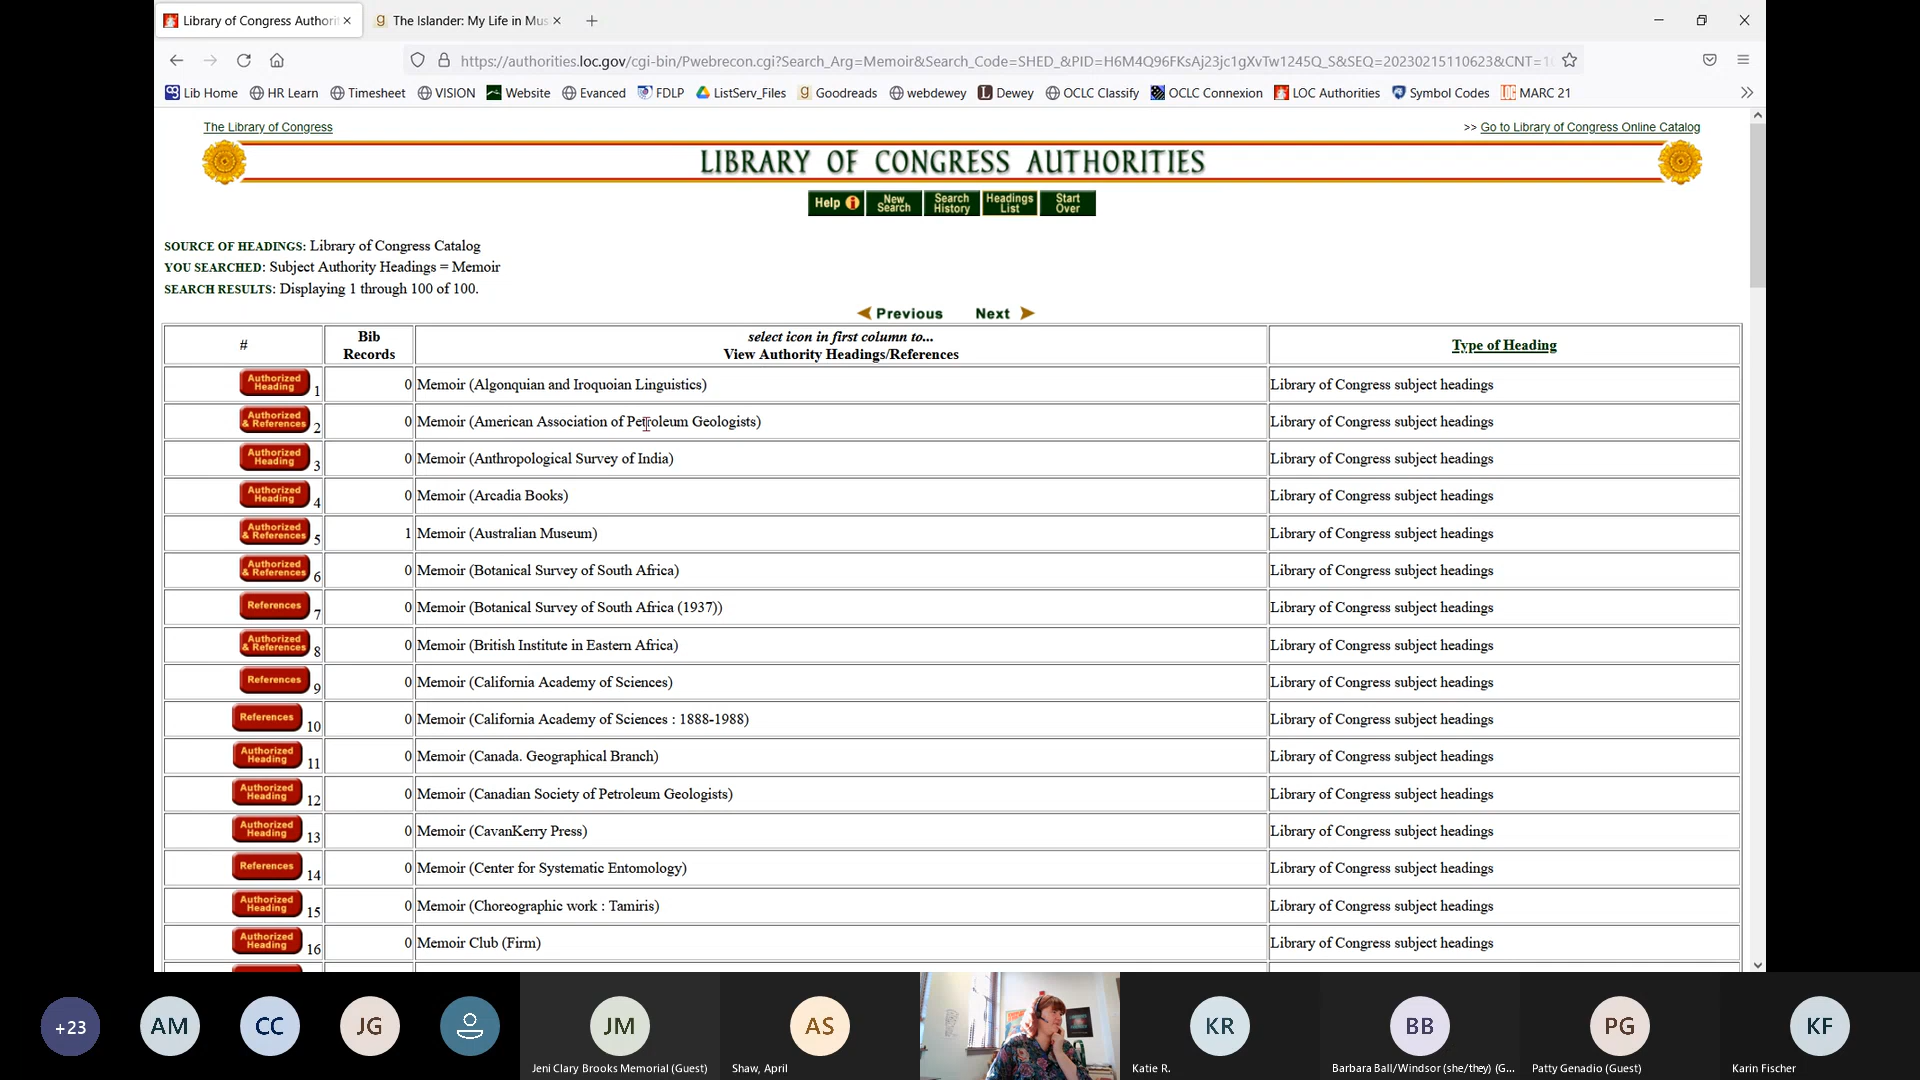 Library of Congress Authorit
The Islander: My Life in Mus
https://authorities.loc.gov/cgi-bin/Pwebrecon.cgi?Search_Arg=Memoir&Search_Code=SHED_&PID=H6M4Q96FKsAj23jc1gXvTw1245Q_S&SEQ=20230215110623&CNT=1
Lib Home HR Learn Timesheet VISION Website Evanced FDLP ListServ_Files Goodreads webdewey Dewey OCLC Classify OCLC Connexion LOC Authorities Symbol Codes MARC 21
The Library of Congress
>> Go to Library of Congress Online Catalog
LIBRARY OF CONGRESS AUTHORITIES
Help New Search Search History Headings List Start Over
SOURCE OF HEADINGS: Library of Congress Catalog
YOU SEARCHED: Subject Authority Headings = Memoir
SEARCH RESULTS: Displaying 1 through 100 of 100.
Previous Next
# Bib Records select icon in first column to... View Authority Headings/References Type of Heading
Authorized Heading 1 0 Memoir (Algonquian and Iroquoian Linguistics) Library of Congress subject headings
Authorized & References 2 0 Memoir (American Association of Petroleum Geologists) Library of Congress subject headings
Authorized Heading 3 0 Memoir (Anthropological Survey of India) Library of Congress subject headings
Authorized Heading 4 0 Memoir (Arcadia Books) Library of Congress subject headings
Authorized & References 5 1 Memoir (Australian Museum) Library of Congress subject headings
Authorized & References 6 0 Memoir (Botanical Survey of South Africa) Library of Congress subject headings
References 7 0 Memoir (Botanical Survey of South Africa (1937)) Library of Congress subject headings
Authorized & References 8 0 Memoir (British Institute in Eastern Africa) Library of Congress subject headings
References 9 0 Memoir (California Academy of Sciences) Library of Congress subject headings
References 10 0 Memoir (California Academy of Sciences : 1888-1988) Library of Congress subject headings
Authorized Heading 11 0 Memoir (Canada. Geographical Branch) Library of Congress subject headings
Authorized Heading 12 0 Memoir (Canadian Society of Petroleum Geologists) Library of Congress subject headings
Authorized Heading 13 0 Memoir (CavanKerry Press) Library of Congress subject headings
References 14 0 Memoir (Center for Systematic Entomology) Library of Congress subject headings
Authorized Heading 15 0 Memoir (Choreographic work : Tamiris) Library of Congress subject headings
Authorized Heading 16 0 Memoir Club (Firm) Library of Congress subject headings
+23 AM CC JG JM AS KR BB PG KF
Jeni Clary Brooks Memorial (Guest) Shaw, April Katie R. Barbara Ball/Windsor (she/they) (G... Patty Genadio (Guest) Karin Fischer